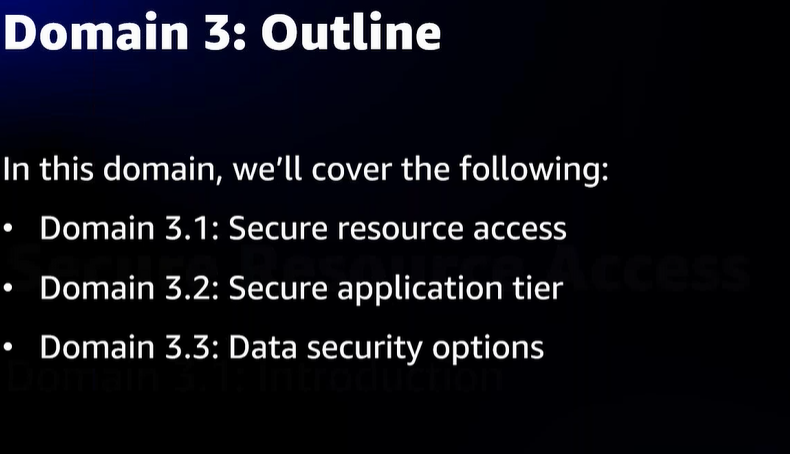 Domain 3: Outline
In this domain, we'll cover the following:
• Domain 3.1: Secure resource access
Secure Resource Access
• Domain 3.2: Secure application tier
• Domain 3.3: Data security options
Domain 3.1: Introduction